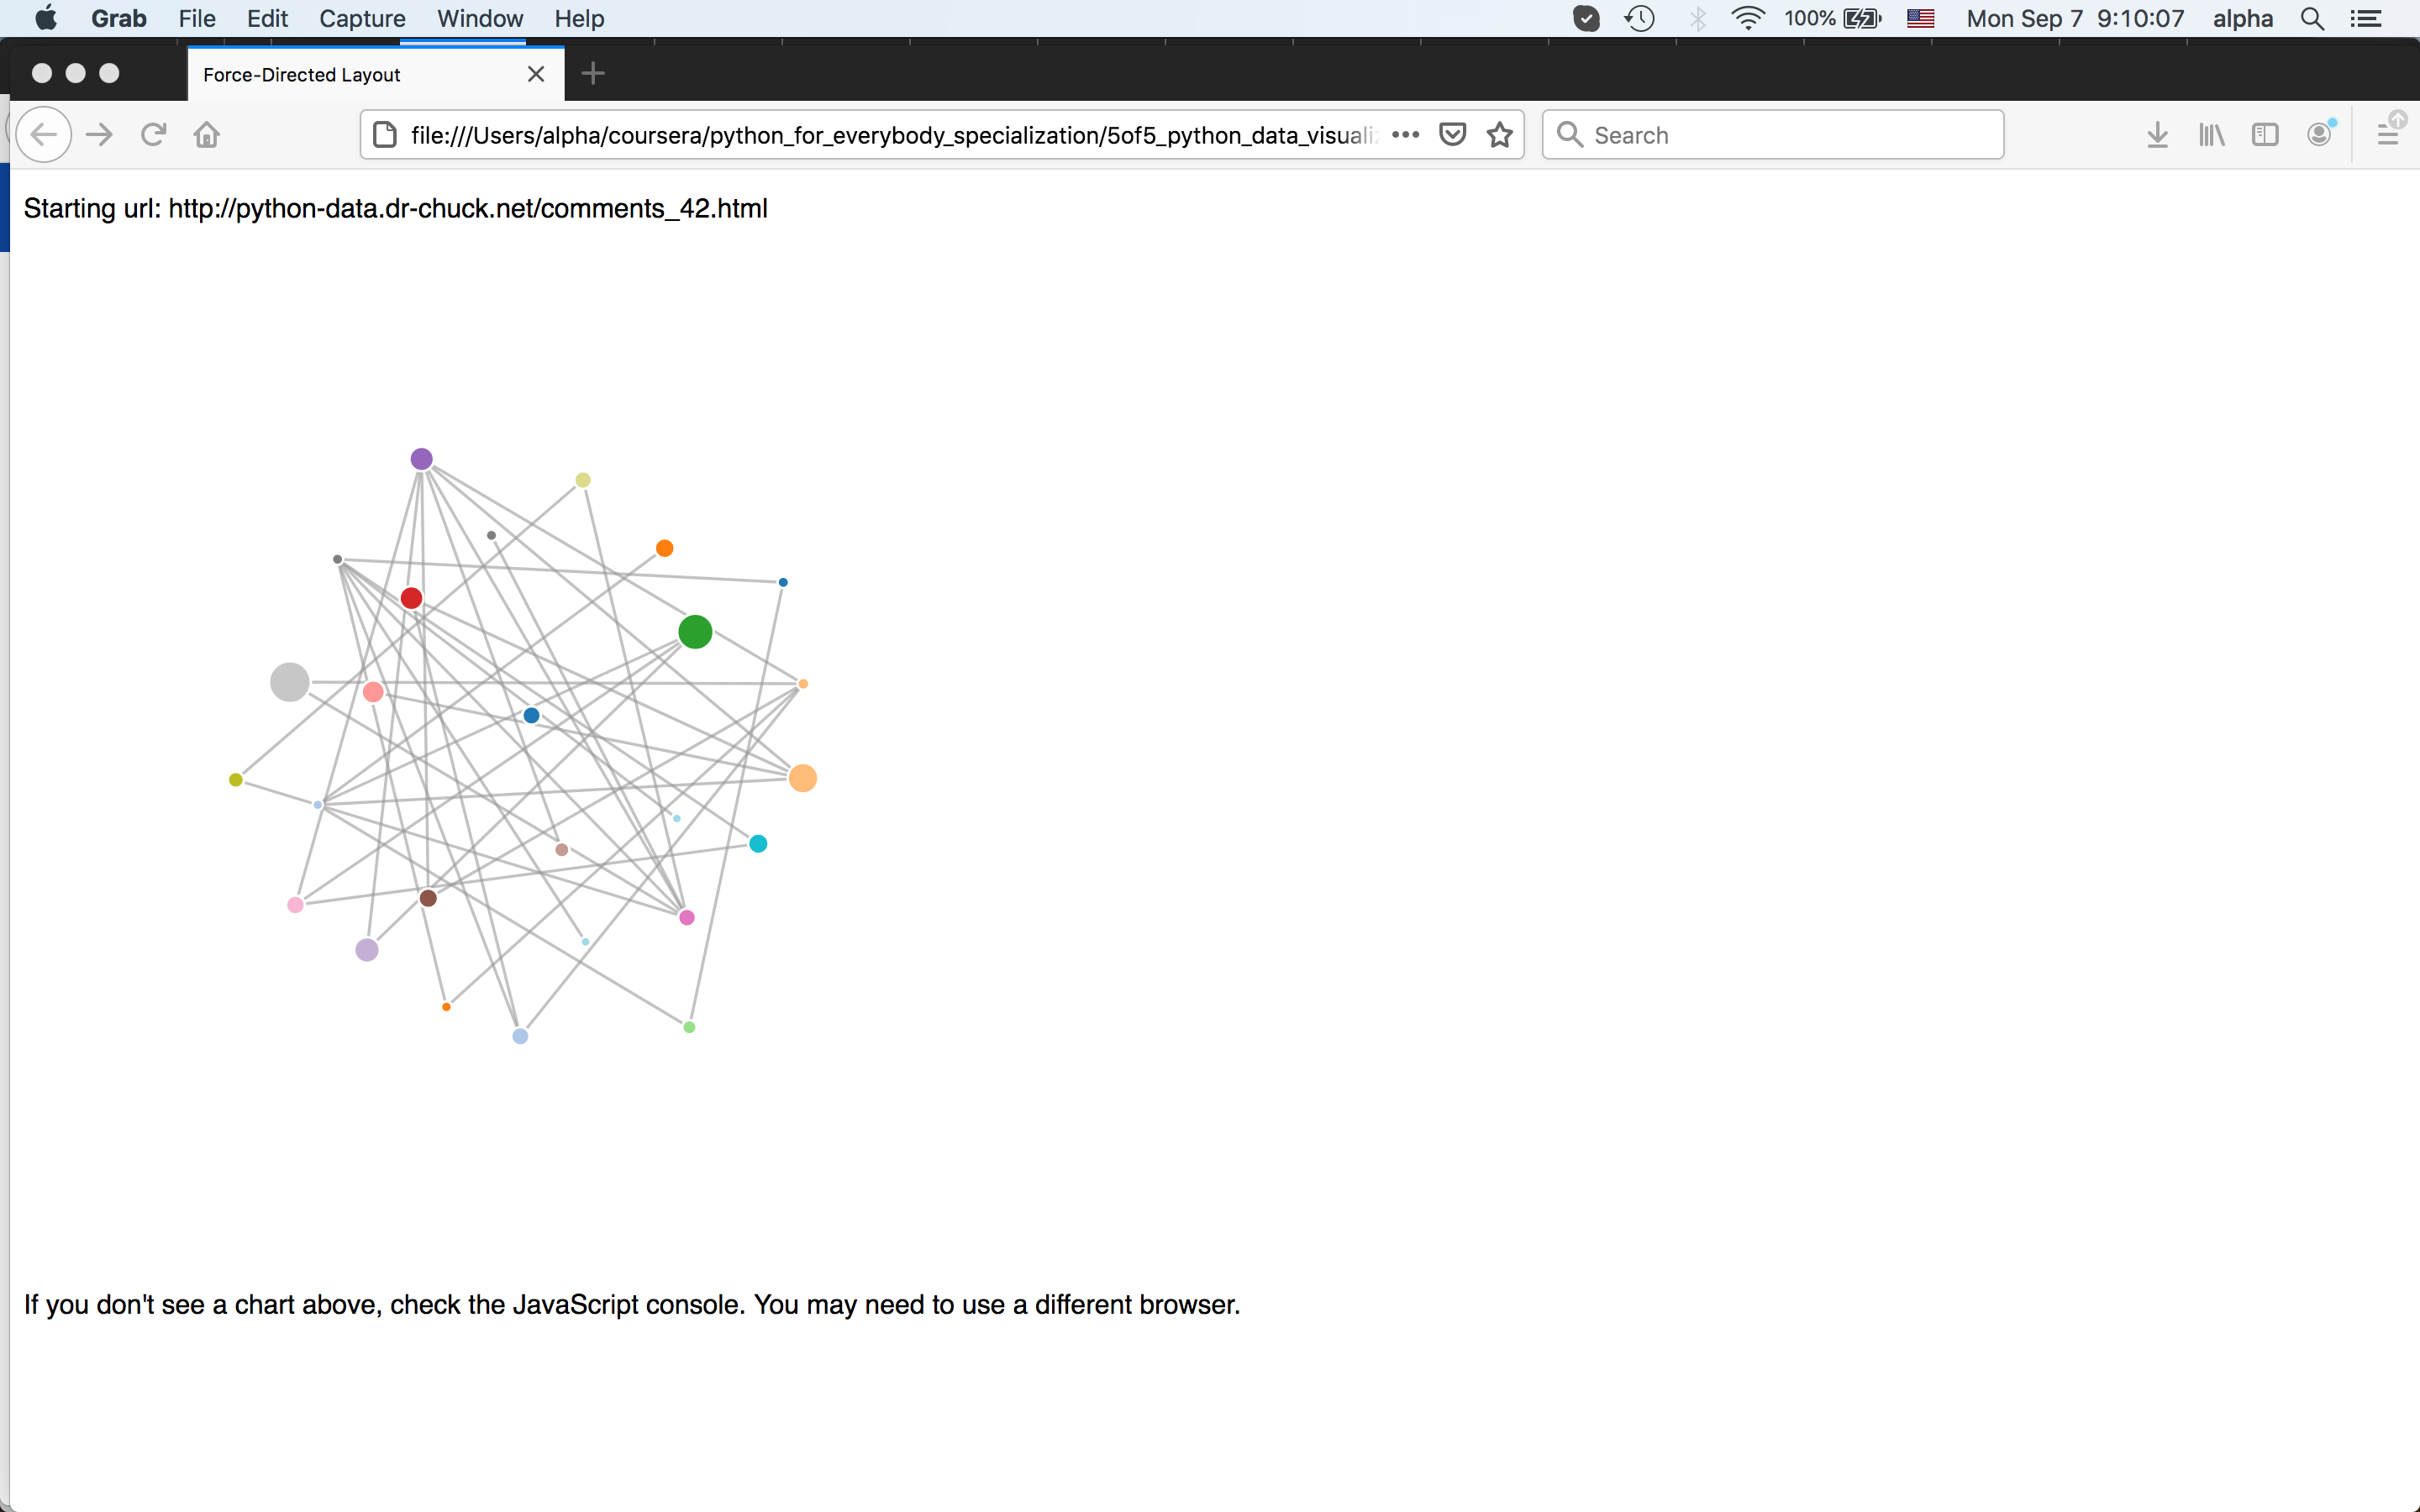 Grab File Edit Capture Window Help 100% Mon Sep 7 9:10:07 alpha
Force-Directed Layout
file:///Users/alpha/coursera/python_for_everybody_specialization/5of5_python_data_visuali
Search
Starting url: http://python-data.dr-chuck.net/comments_42.html
If you don't see a chart above, check the JavaScript console. You may need to use a different browser.